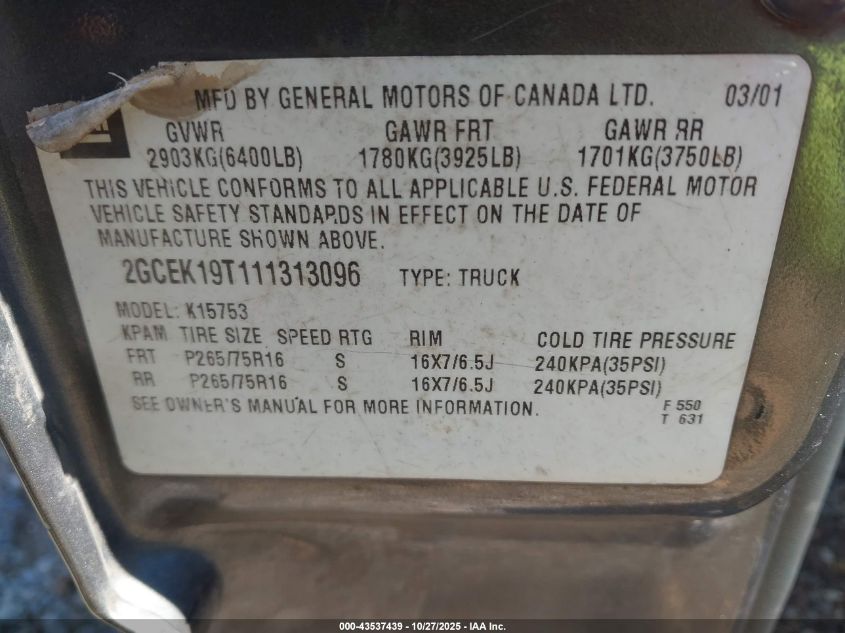 MFD BY GENERAL MOTORS OF CANADA LTD. 03/01
GVWR GAWR FRT GAWR RR
2903KG(6400LB) 1780KG(3925LB) 1701KG(3750LB)
THIS VEHICLE CONFORMS TO ALL APPLICABLE U.S. FEDERAL MOTOR
VEHICLE SAFETY STANDARDS IN EFFECT ON THE DATE OF
MANUFACTURE SHOWN ABOVE.
2GCEK19T111313096 TYPE: TRUCK
MODEL: K15753
KPAM TIRE SIZE SPEED RTG RIM COLD TIRE PRESSURE
FRT P265/75R16 S 16X7/6.5J 240KPA(35PSI)
RR P265/75R16 S 16X7/6.5J 240KPA(35PSI)
SEE OWNER'S MANUAL FOR MORE INFORMATION.
F 550
T 631
000-43537439 • 10/27/2025 • IAA Inc.